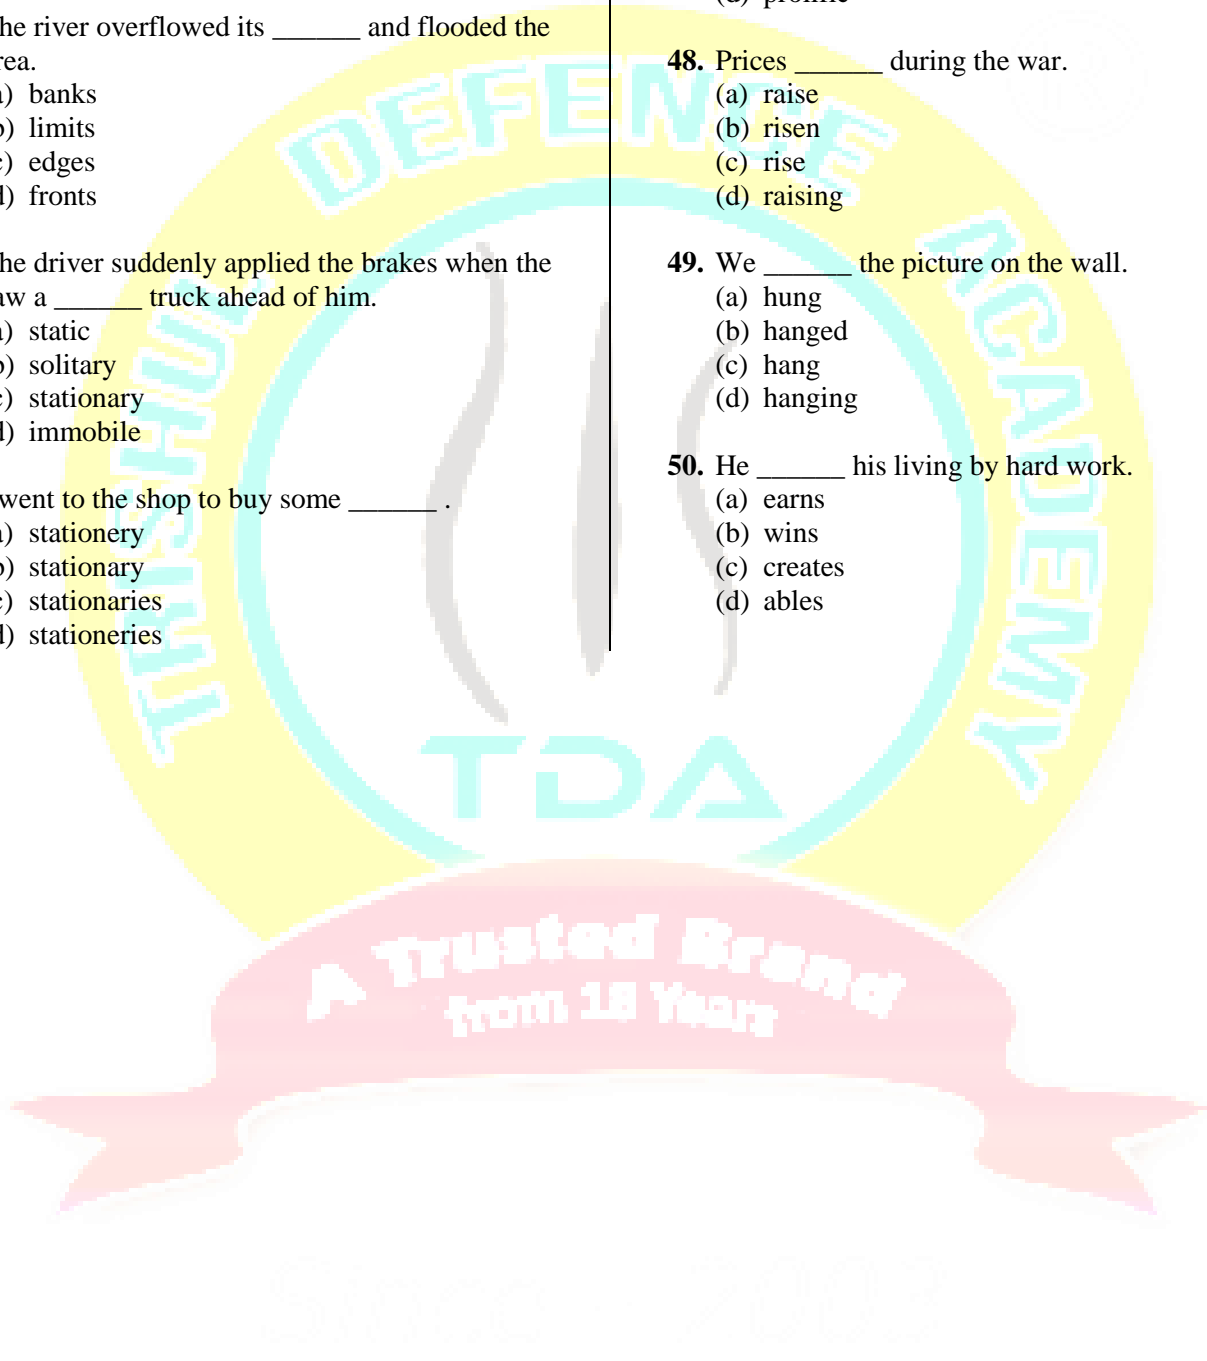 he river overflowed its ______ and flooded the
rea.
) banks
) limits
) edges
) fronts
he driver suddenly applied the brakes when the
aw a ______ truck ahead of him.
) static
) solitary
) stationary
) immobile
went to the shop to buy some ______ .
) stationery
) stationary
) stationaries
) stationeries
48. Prices ______ during the war.
(a) raise
(b) risen
(c) rise
(d) raising
49. We ______ the picture on the wall.
(a) hung
(b) hanged
(c) hang
(d) hanging
50. He ______ his living by hard work.
(a) earns
(b) wins
(c) creates
(d) ables
TRISHUL DEFENCE ACADEMY
TDA
A Trusted Brand
from 18 Years